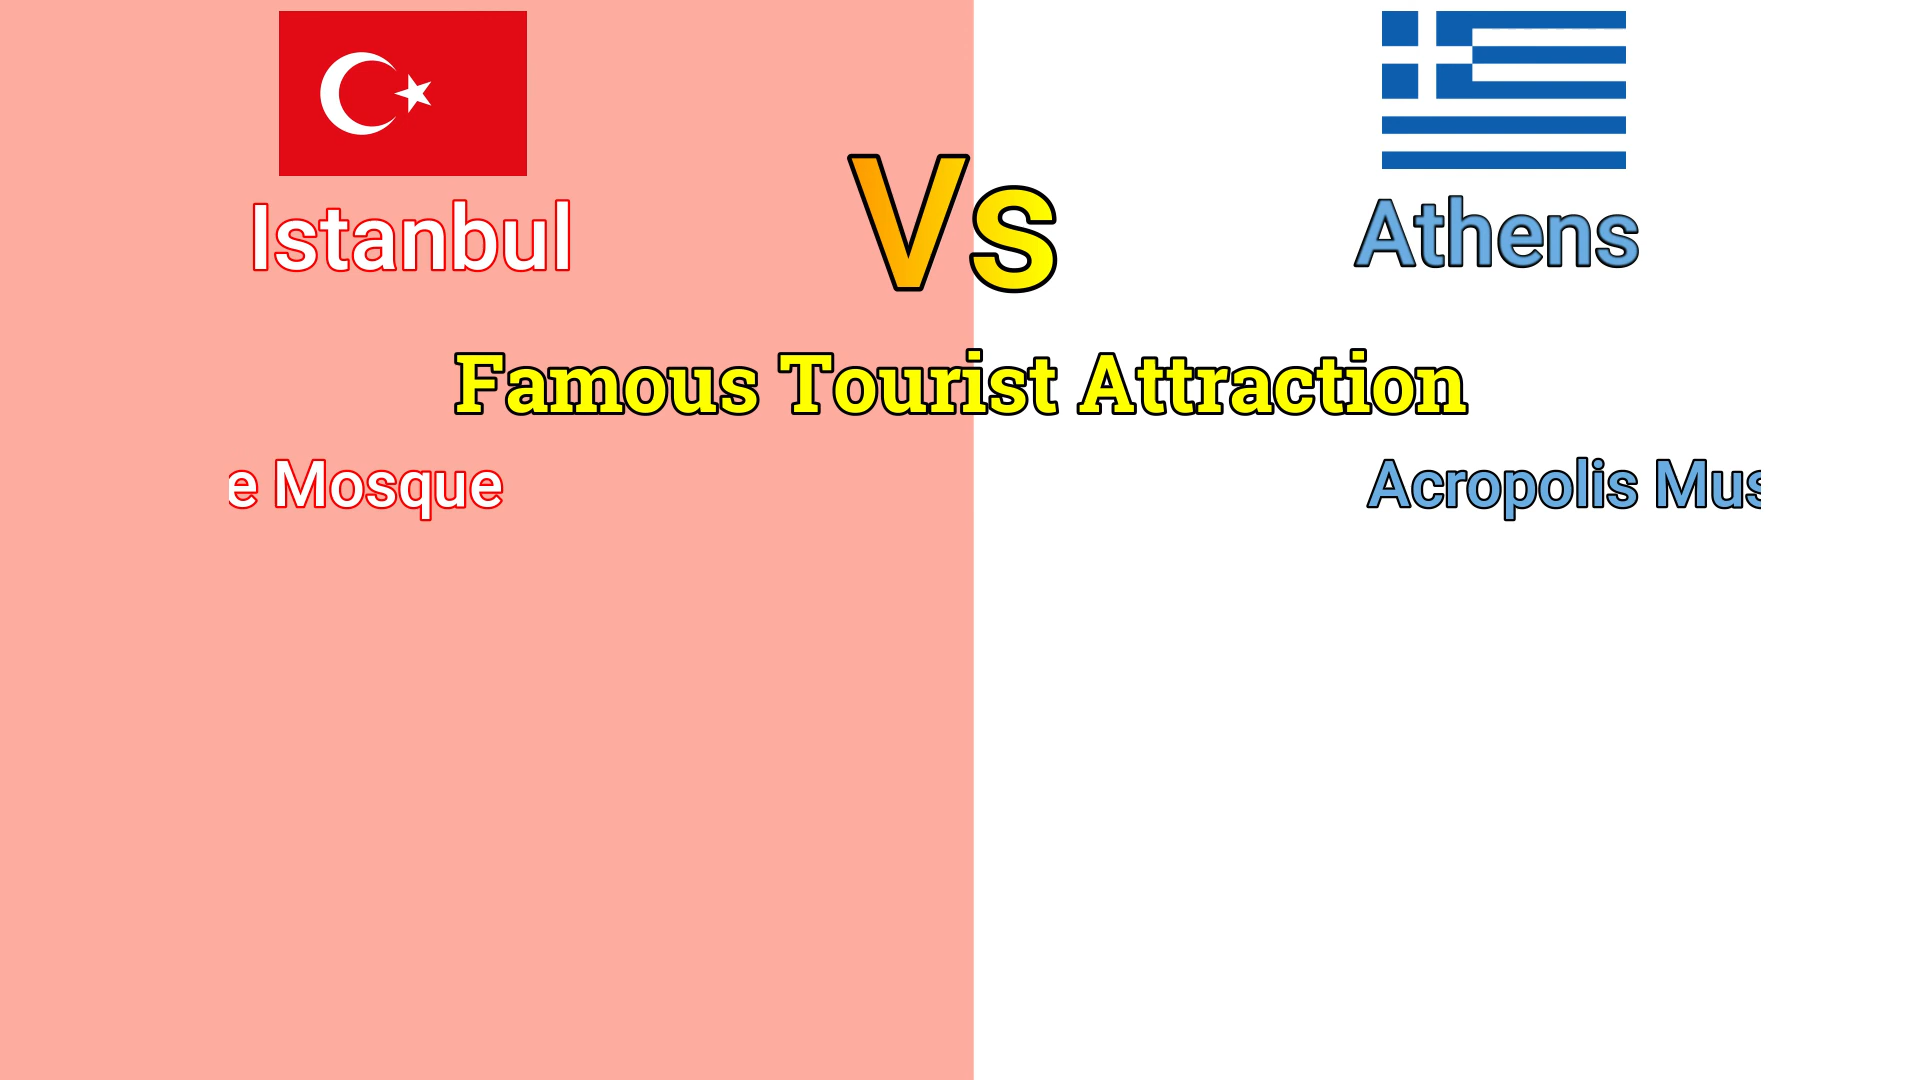 Istanbul
Vs
Athens
Famous Tourist Attraction
e Mosque
Acropolis Mus